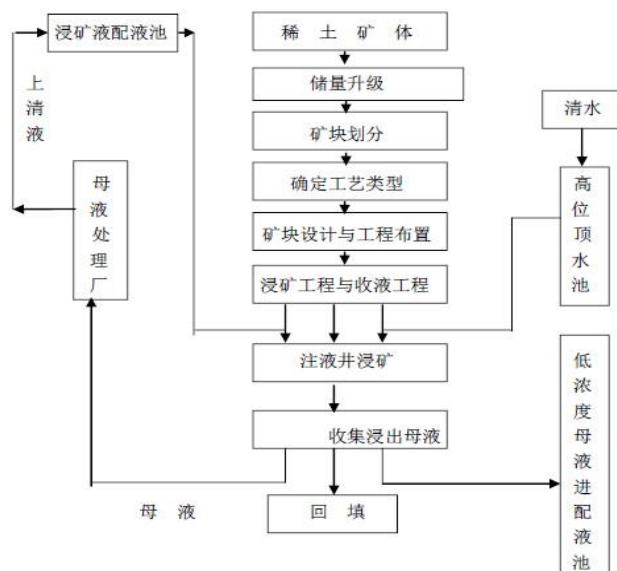 浸矿液配液池
稀 土 矿 体
上清液
储量升级
清水
矿块划分
母液处理厂
确定工艺类型
高位顶水池
矿块设计与工程布置
浸矿工程与收液工程
注液井浸矿
低浓度母液进配液池
收集浸出母液
母 液
回 填